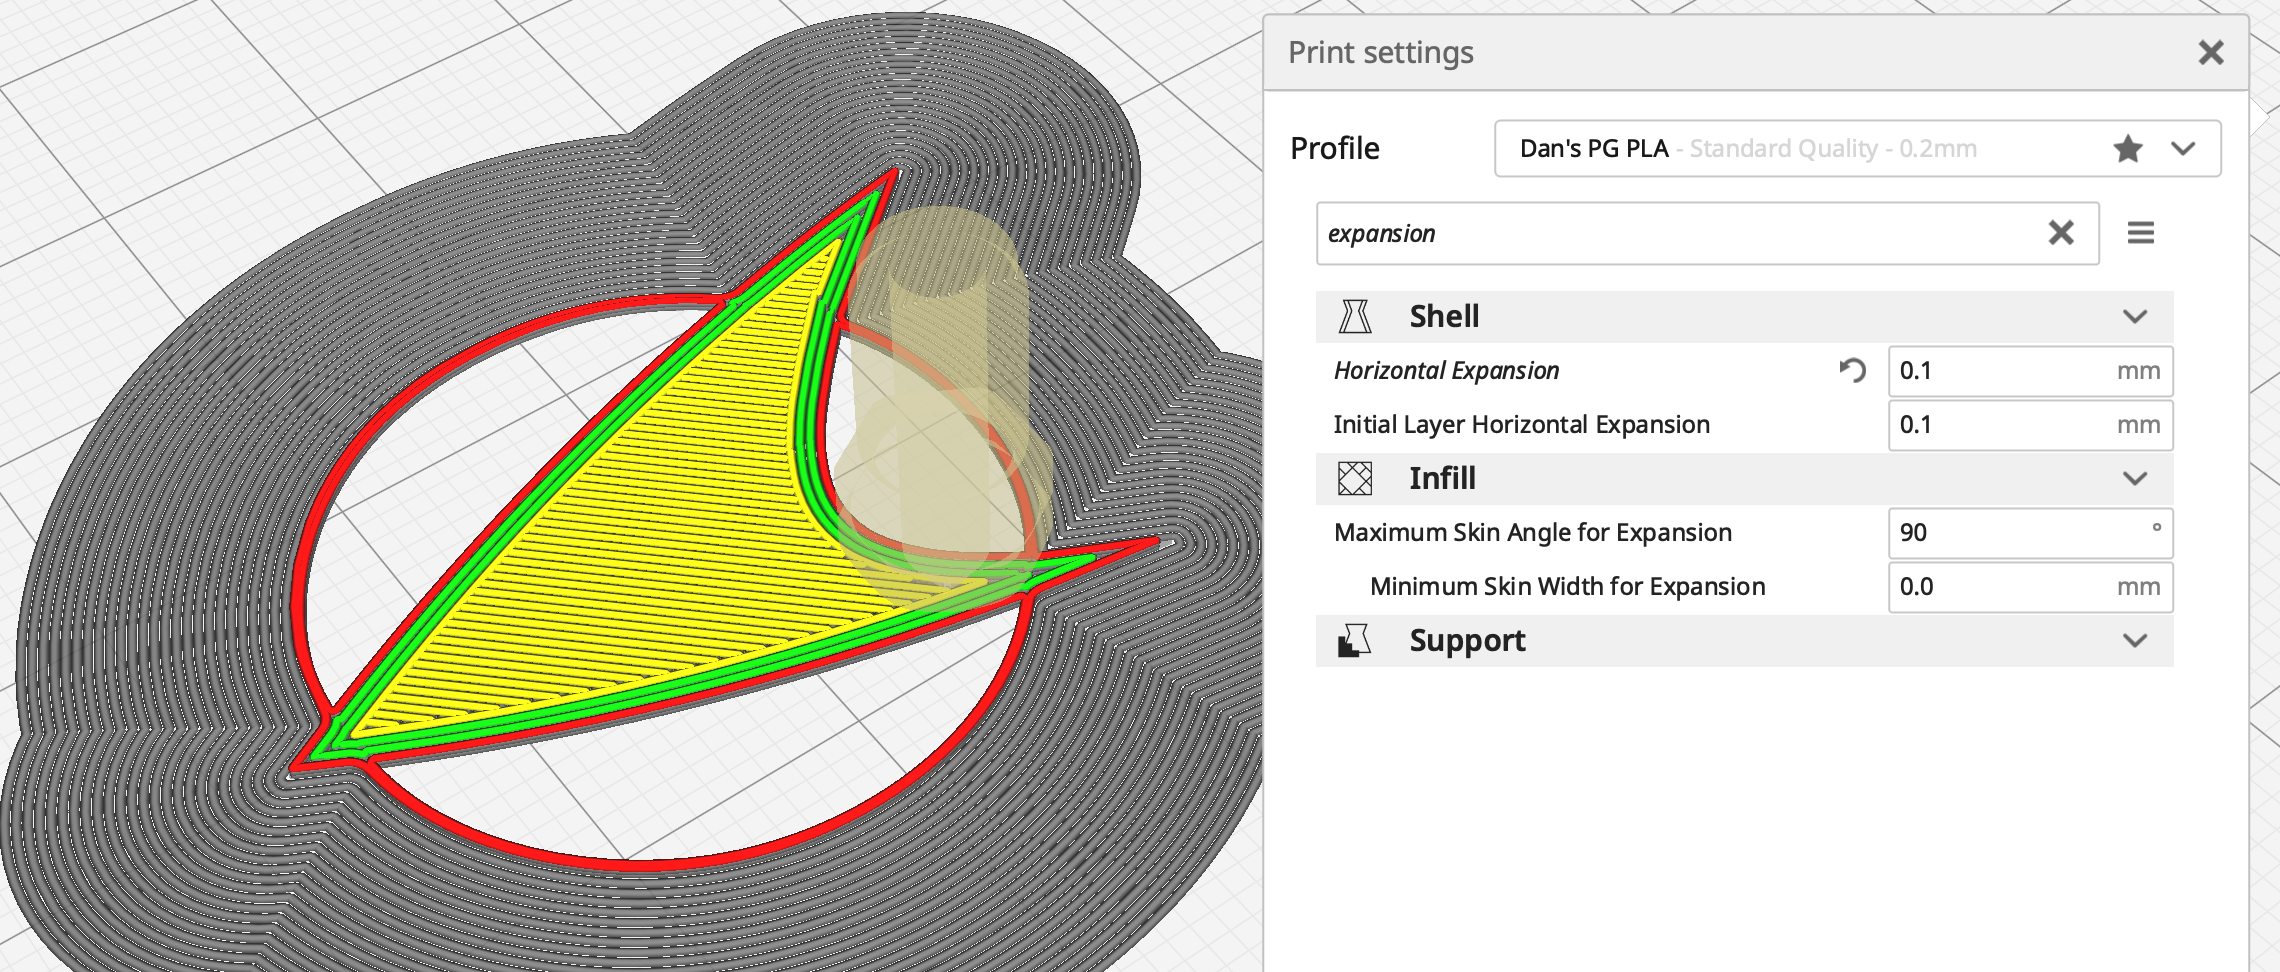 Print settings
Profile
Dan's PG PLA - Standard Quality - 0.2mm
expansion
Shell
Horizontal Expansion 0.1 mm
Initial Layer Horizontal Expansion 0.1 mm
Infill
Maximum Skin Angle for Expansion 90 °
Minimum Skin Width for Expansion 0.0 mm
Support